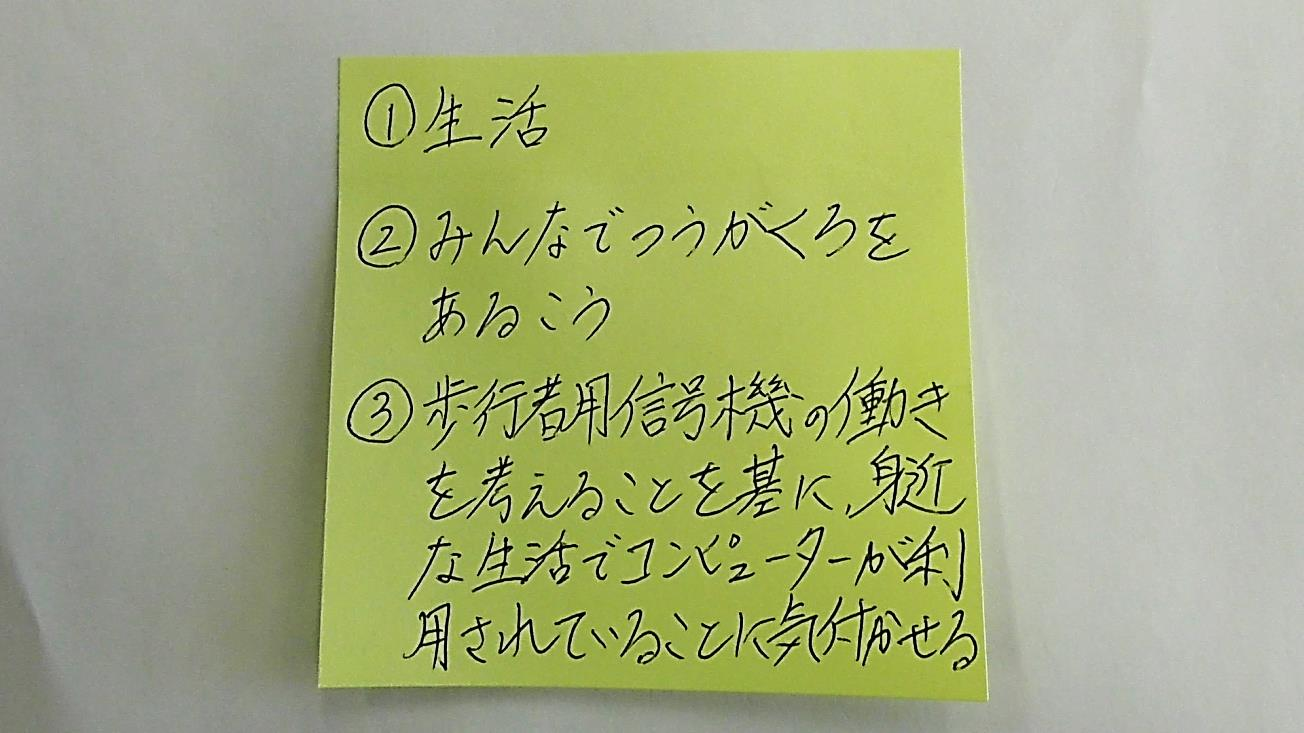 ①生活
②みんなでつうがくろを
あるこう
③歩行者用信号機の働き
を考えることを基に,身近
な生活でコンピューターが利
用されていることに気付かせる